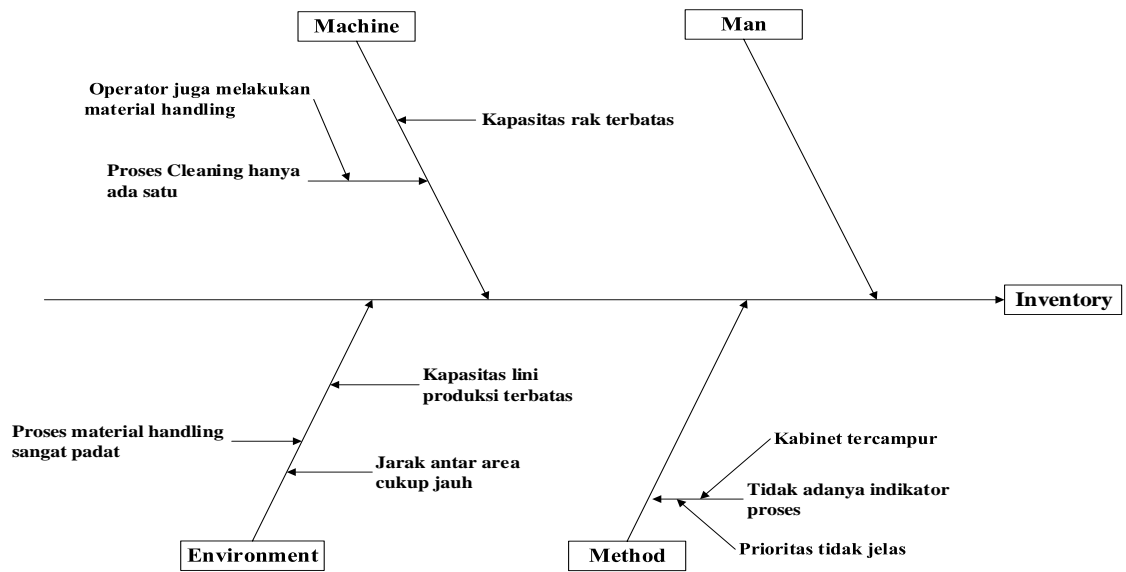 Machine
Man
Operator juga melakukan
material handling
Kapasitas rak terbatas
Proses Cleaning hanya
ada satu
Inventory
Kapasitas lini
produksi terbatas
Proses material handling
sangat padat
Jarak antar area
cukup jauh
Kabinet tercampur
Tidak adanya indikator
proses
Prioritas tidak jelas
Environment
Method